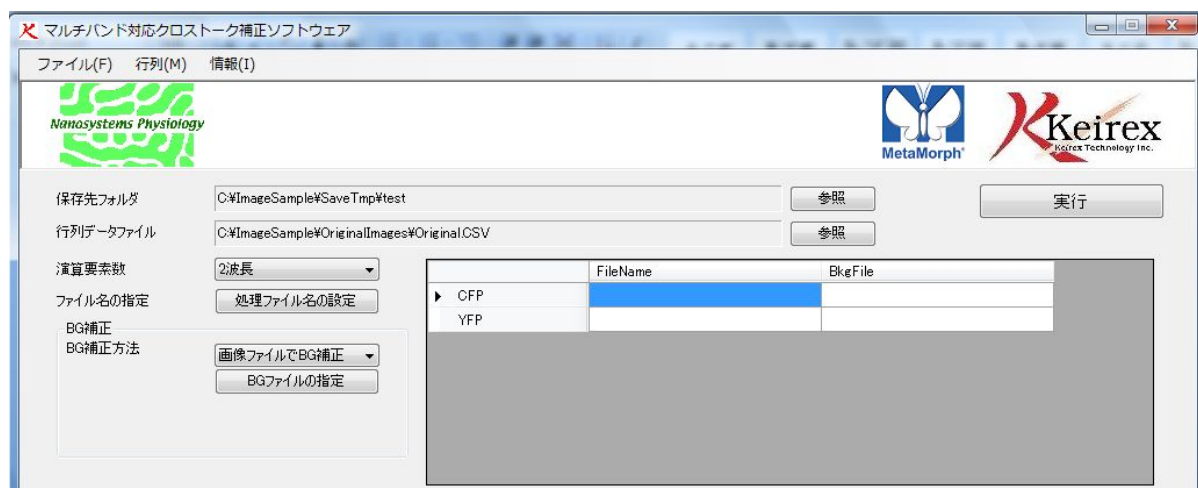 マルチバンド対応クロストーク補正ソフトウェア
ファイル(F) 行列(M) 情報(I)
Nanosystems Physiology
MetaMorph®
Keirex
Keirex Technology Inc.
保存先フォルダ C:¥ImageSample¥SaveTmp¥test 参照 実行
行列データファイル C:¥ImageSample¥OriginalImages¥Original.CSV 参照
演算要素数 2波長 FileName BkgFile
ファイル名の指定 処理ファイル名の設定 CFP
YFP
BG補正
BG補正方法 画像ファイルでBG補正
BGファイルの指定